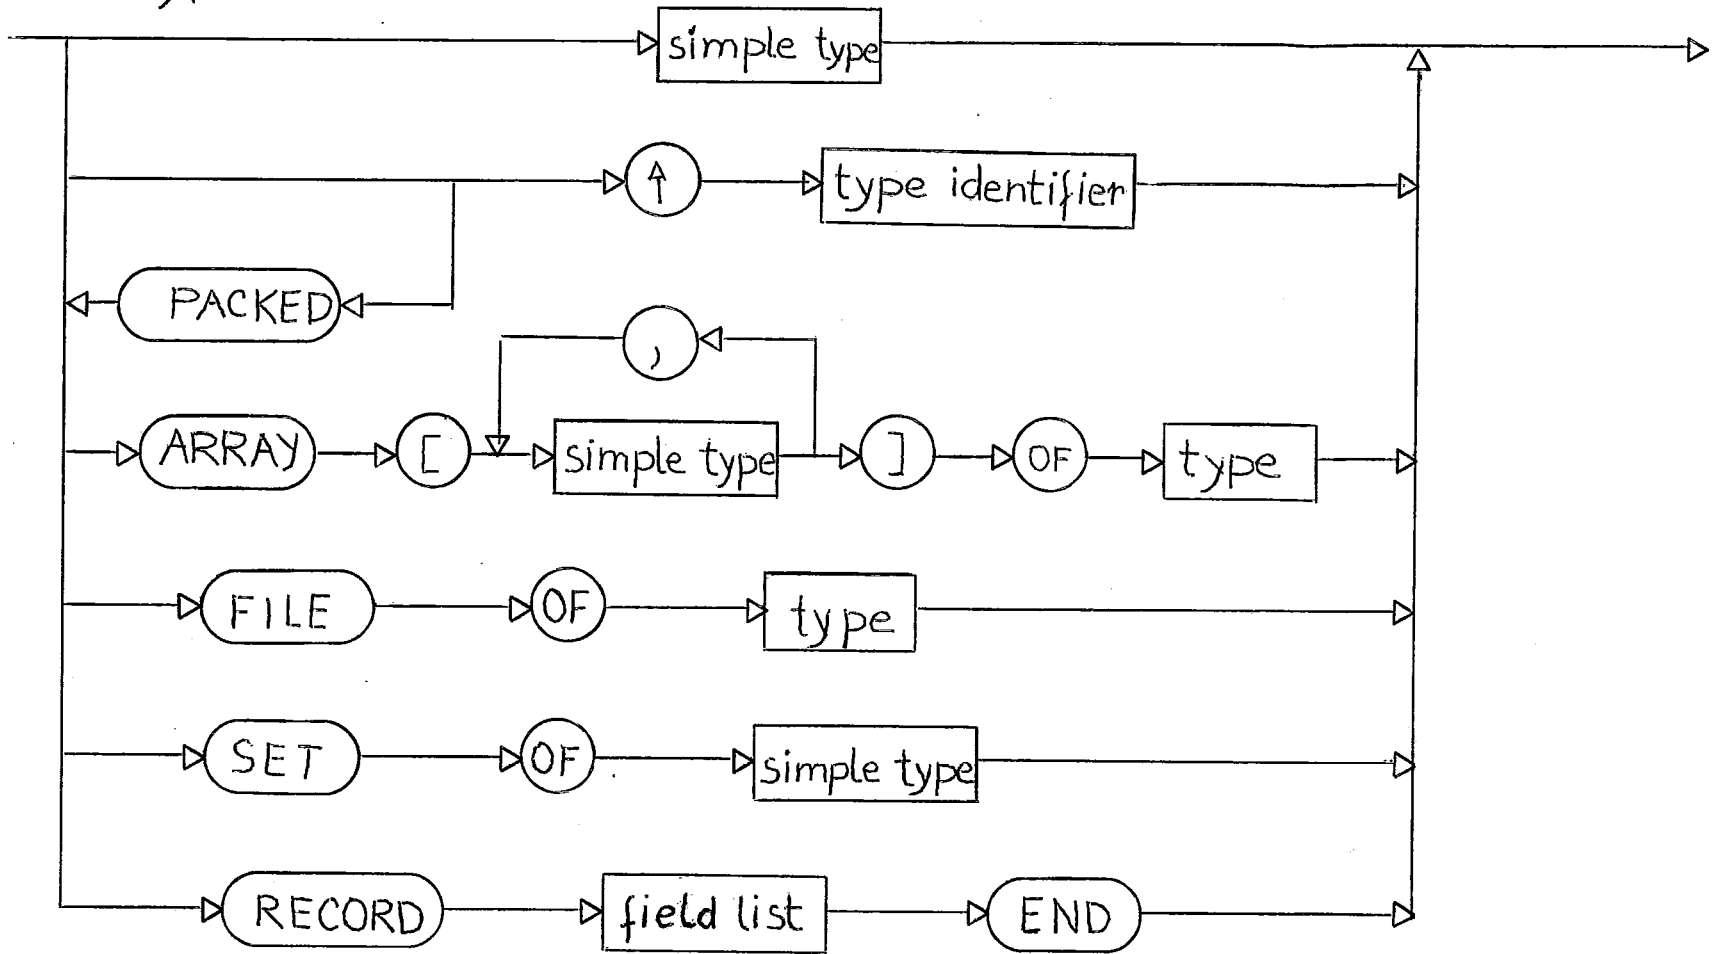 simple type
↑ type identifier
PACKED
,
ARRAY [ simple type ] OF type
FILE OF type
SET OF simple type
RECORD field list END